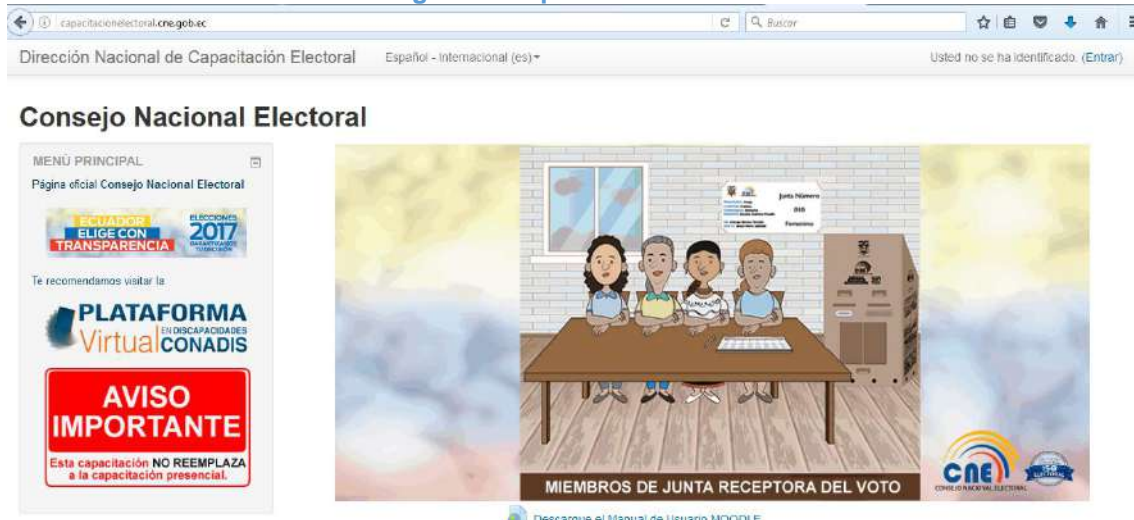 capacitacionelectoral.cne.gob.ec
Buscar
Dirección Nacional de Capacitación Electoral
Español - Internacional (es)
Usted no se ha identificado. (Entrar)
Consejo Nacional Electoral
MENÚ PRINCIPAL
Página oficial Consejo Nacional Electoral
ECUADOR
ELIGE CON
TRANSPARENCIA
ELECCIONES
2017
Te recomendamos visitar la
PLATAFORMA
Virtual EN DISCAPACIDADES
CONADIS
AVISO
IMPORTANTE
Esta capacitación NO REEMPLAZA
a la capacitación presencial.
Junta Número
Femenino
MIEMBROS DE JUNTA RECEPTORA DEL VOTO
CNE
CONSEJO NACIONAL ELECTORAL
Descargue el Manual de Usuario MOODLE